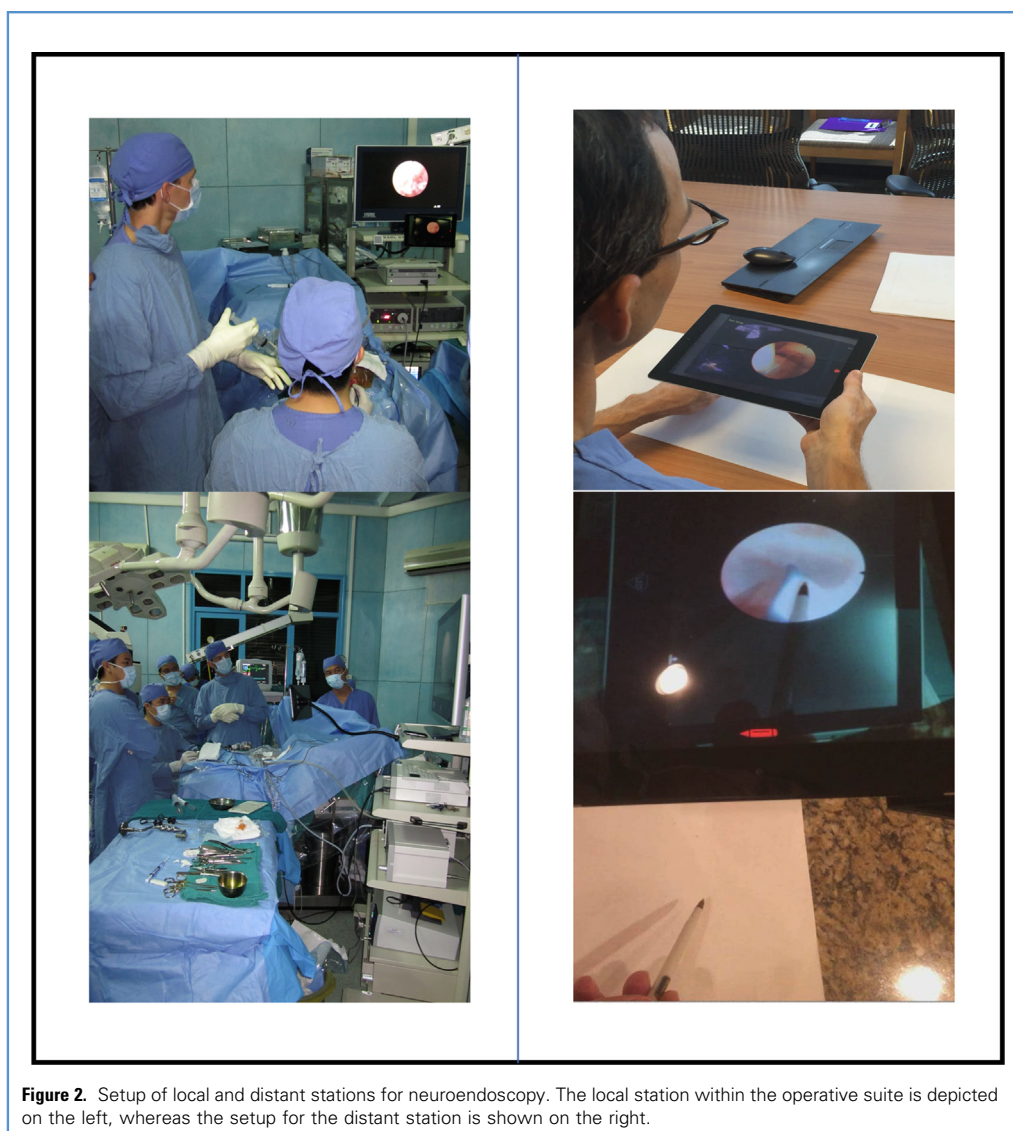 Figure 2. Setup of local and distant stations for neuroendoscopy. The local station within the operative suite is depicted
on the left, whereas the setup for the distant station is shown on the right.